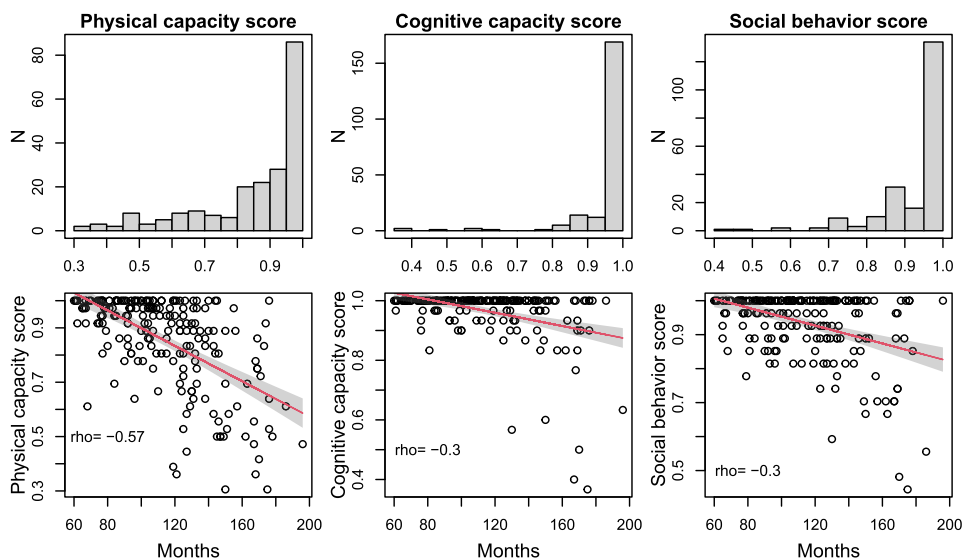 Physical capacity score
Cognitive capacity score
Social behavior score
N
0 20 40 60 80
0.3 0.5 0.7 0.9
N
0 50 100 150
0.4 0.5 0.6 0.7 0.8 0.9 1.0
N
0 20 60 100
0.4 0.5 0.6 0.7 0.8 0.9 1.0
Physical capacity score
0.3 0.5 0.7 0.9
rho= −0.57
60 80 120 160 200
Months
Cognitive capacity score
0.4 0.6 0.8 1.0
rho= −0.3
60 80 120 160 200
Months
Social behavior score
0.5 0.7 0.9
rho= −0.3
60 80 120 160 200
Months